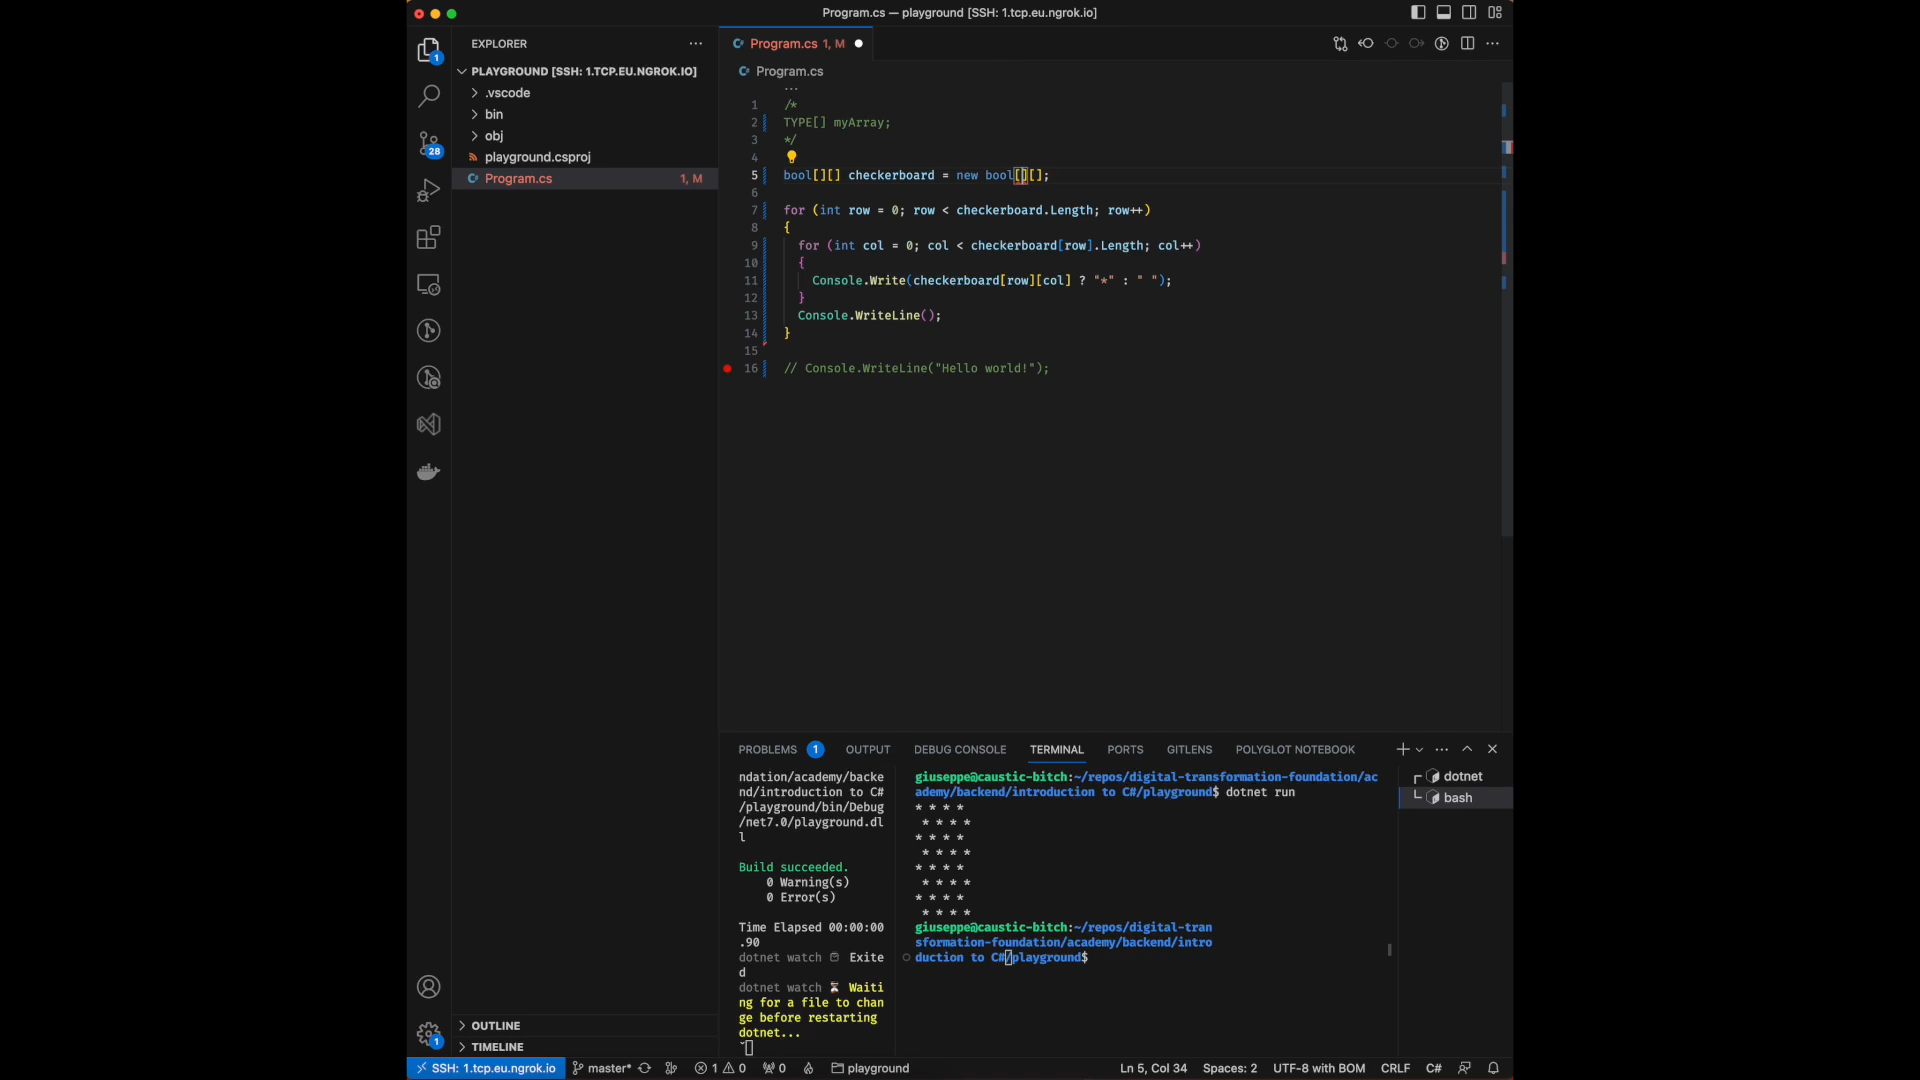 Program.cs — playground [SSH: 1.tcp.eu.ngrok.io]
EXPLORER
PLAYGROUND [SSH: 1.TCP.EU.NGROK.IO]
.vscode
bin
obj
playground.csproj
Program.cs 1, M
1
28
OUTLINE
TIMELINE
1
Program.cs 1, M
Program.cs
1 /*
2 TYPE[] myArray;
3 */
4
5 bool[][] checkerboard = new bool[][];
6
7 for (int row = 0; row < checkerboard.Length; row++)
8 {
9 for (int col = 0; col < checkerboard[row].Length; col++)
10 {
11 Console.Write(checkerboard[row][col] ? "*" : " ");
12 }
13 Console.WriteLine();
14 }
15
16 // Console.WriteLine("Hello world!");
PROBLEMS 1 OUTPUT DEBUG CONSOLE TERMINAL PORTS GITLENS POLYGLOT NOTEBOOK
ndation/academy/backe
nd/introduction to C#
/playground/bin/Debug
/net7.0/playground.dl
l
Build succeeded.
0 Warning(s)
0 Error(s)
Time Elapsed 00:00:00
.90
dotnet watch Exite
d
dotnet watch ⏳ Waiti
ng for a file to chan
ge before restarting
dotnet...
giuseppe@caustic-bitch:~/repos/digital-transformation-foundation/ac
ademy/backend/introduction to C#/playground$ dotnet run
* * * *
* * * *
* * * *
* * * *
* * * *
* * * *
* * * *
* * * *
giuseppe@caustic-bitch:~/repos/digital-tran
sformation-foundation/academy/backend/intro
duction to C#/playground$
dotnet
bash
SSH: 1.tcp.eu.ngrok.io master* 1 0 0 playground Ln 5, Col 34 Spaces: 2 UTF-8 with BOM CRLF C#